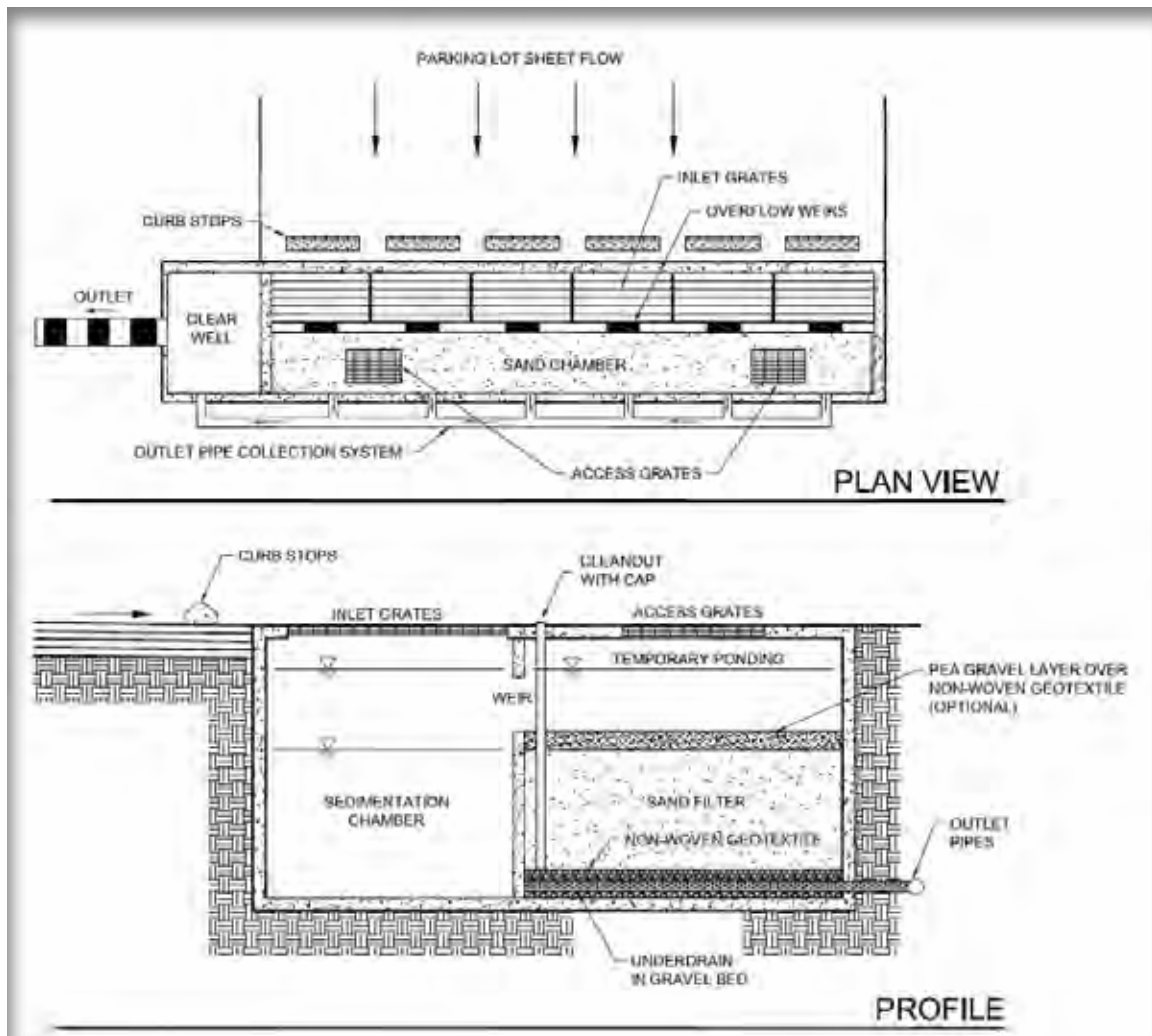 PARKING LOT SHEET FLOW
INLET GRATES
OVERFLOW WEIRS
CURB STOPS
OUTLET
CLEAR
WELL
SAND CHAMBER
OUTLET PIPE COLLECTION SYSTEM
ACCESS GRATES
PLAN VIEW
CURB STOPS
CLEANOUT
WITH CAP
INLET GRATES
ACCESS GRATES
TEMPORARY PONDING
PEA GRAVEL LAYER OVER
NON-WOVEN GEOTEXTILE
(OPTIONAL)
WEIR
SEDIMENTATION
CHAMBER
SAND FILTER
NON-WOVEN GEOTEXTILE
OUTLET
PIPES
UNDERDRAIN
IN GRAVEL BED
PROFILE